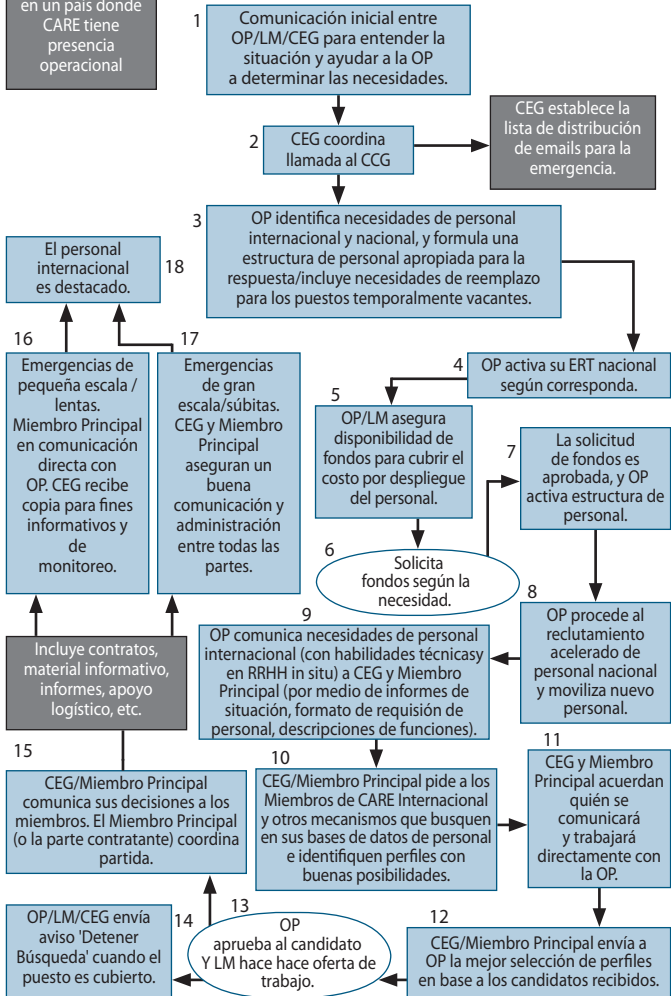 en un país donde
CARE tiene
presencia
operacional
1
Comunicación inicial entre
OP/LM/CEG para entender la
situación y ayudar a la OP
a determinar las necesidades.
2
CEG coordina
llamada al CCG
CEG establece la
lista de distribución
de emails para la
emergencia.
3
OP identifica necesidades de personal
internacional y nacional, y formula una
estructura de personal apropiada para la
respuesta/incluye necesidades de reemplazo
para los puestos temporalmente vacantes.
El personal
internacional
es destacado.
18
16
Emergencias de
pequeña escala /
lentas.
Miembro Principal
en comunicación
directa con
OP. CEG recibe
copia para fines
informativos y
de
monitoreo.
17
Emergencias
de gran
escala/súbitas.
CEG y Miembro
Principal
aseguran un
buena
comunicación y
administración
entre todas las
partes.
4
OP activa su ERT nacional
según corresponda.
5
OP/LM asegura
disponibilidad de
fondos para cubrir el
costo por despliegue
del personal.
6
Solicita
fondos según la
necesidad.
7
La solicitud
de fondos es
aprobada, y OP
activa estructura de
personal.
8
OP procede al
reclutamiento
acelerado de
personal nacional
y moviliza nuevo
personal.
9
OP comunica necesidades de personal
internacional (con habilidades técnicasy
en RRHH in situ) a CEG y Miembro
Principal (por medio de informes de
situación, formato de requisión de
personal, descripciones de funciones).
Incluye contratos,
material informativo,
informes, apoyo
logístico, etc.
10
CEG/Miembro Principal pide a los
Miembros de CARE Internacional
y otros mecanismos que busquen
en sus bases de datos de personal
e identifiquen perfiles con
buenas posibilidades.
11
CEG y Miembro
Principal acuerdan
quién se
comunicará
y trabajará
directamente con
la OP.
15
CEG/Miembro Principal
comunica sus decisiones a los
miembros. El Miembro Principal
(o la parte contratante) coordina
partida.
12
CEG/Miembro Principal envía a
OP la mejor selección de perfiles
en base a los candidatos recibidos.
13
OP
aprueba al candidato
Y LM hace hace oferta de
trabajo.
14
OP/LM/CEG envía
aviso 'Detener
Búsqueda' cuando el
puesto es cubierto.